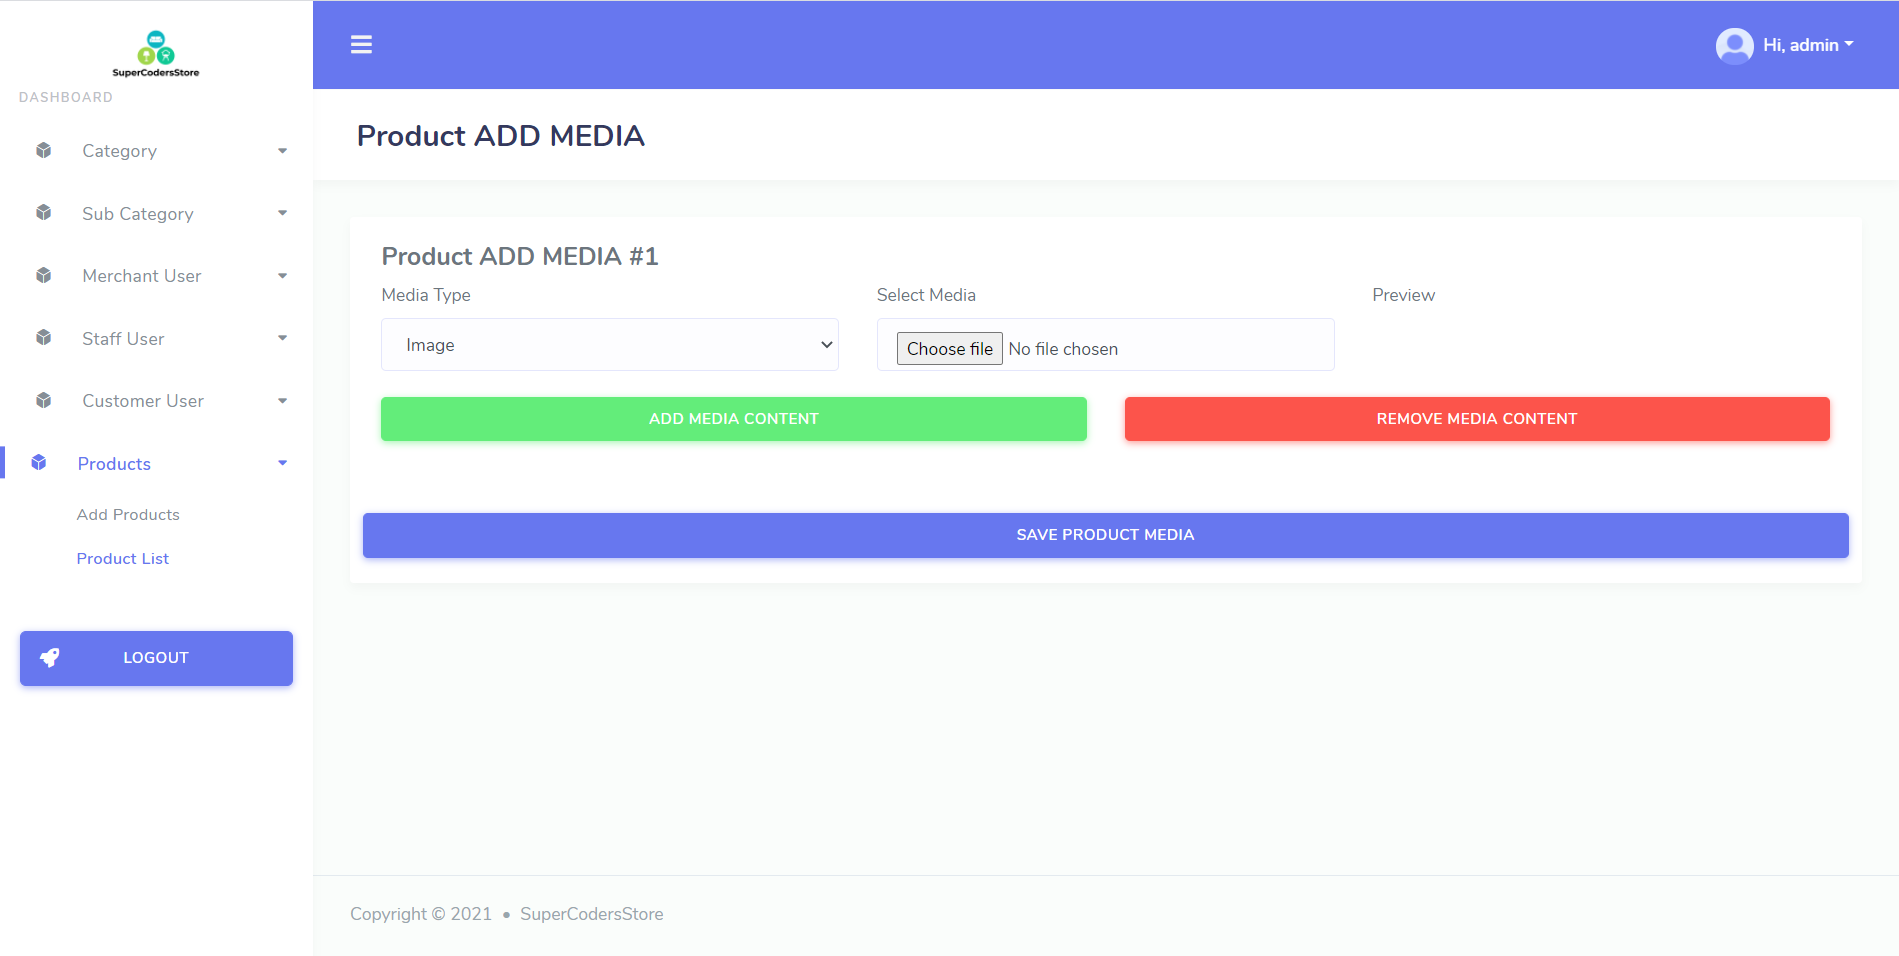 SuperCodersStore
DASHBOARD
Category
Sub Category
Merchant User
Staff User
Customer User
Products
Add Products
Product List
LOGOUT
Hi, admin
Product ADD MEDIA
Product ADD MEDIA #1
Media Type
Select Media
Preview
Image
Choose file No file chosen
ADD MEDIA CONTENT
REMOVE MEDIA CONTENT
SAVE PRODUCT MEDIA
Copyright © 2021 • SuperCodersStore